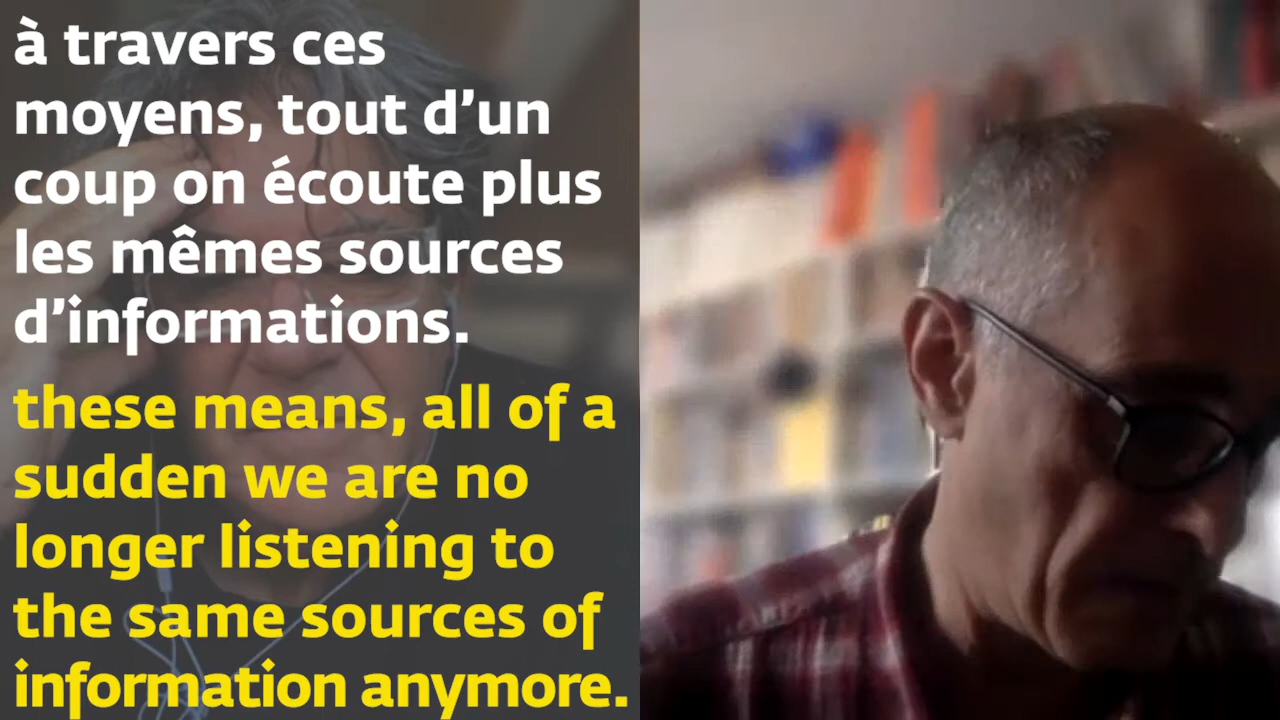 à travers ces
moyens, tout d’un
coup on écoute plus
les mêmes sources
d’informations.
these means, all of a
sudden we are no
longer listening to
the same sources of
information anymore.